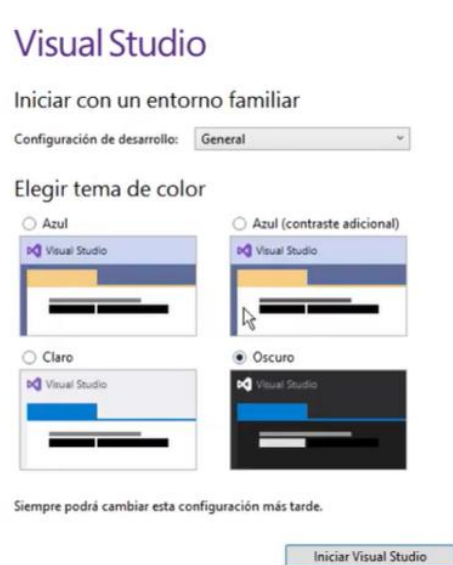 Visual Studio
Iniciar con un entorno familiar
Configuración de desarrollo: General
Elegir tema de color
Azul
Azul (contraste adicional)
Visual Studio
Visual Studio
Claro
Oscuro
Visual Studio
Visual Studio
Siempre podrá cambiar esta configuración más tarde.
Iniciar Visual Studio